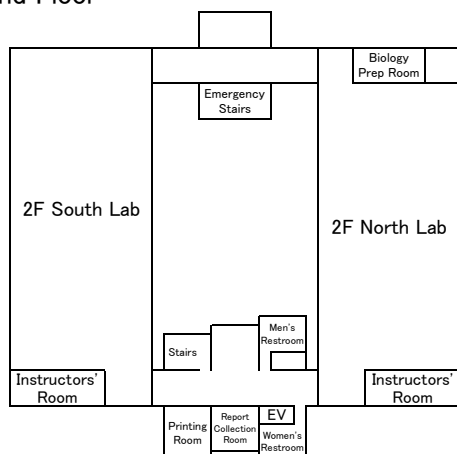 nd Floor
Biology
Prep Room
Emergency
Stairs
2F South Lab
2F North Lab
Men's
Restroom
Stairs
Instructors'
Room
Instructors'
Room
Printing
Room
Report
Collection
Room
EV
Women's
Restroom